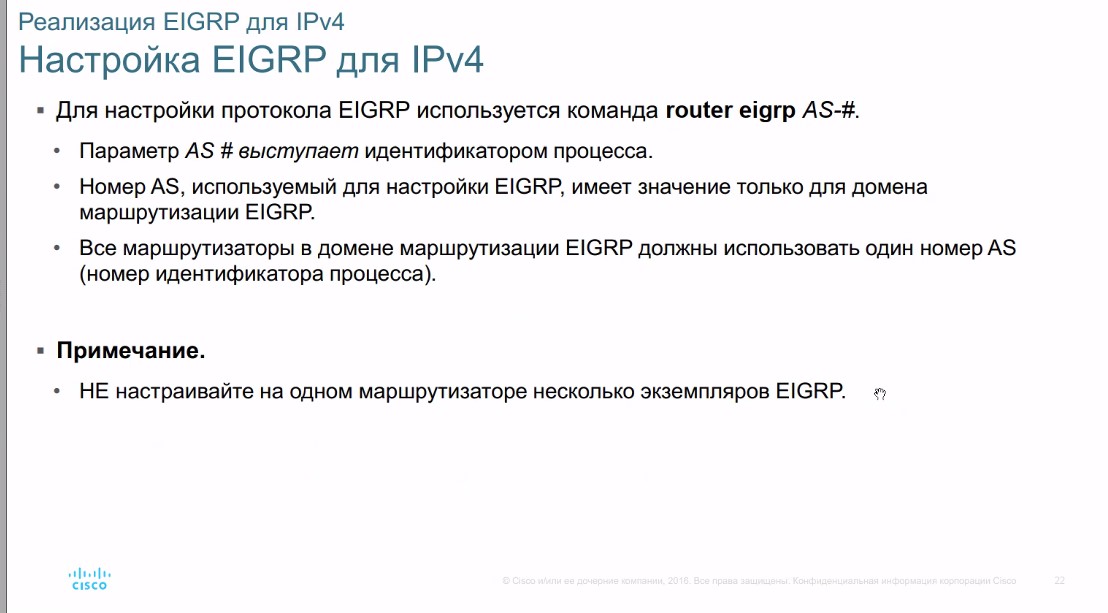 Реализация EIGRP для IPv4
Настройка EIGRP для IPv4
Для настройки протокола EIGRP используется команда router eigrp AS-#.
Параметр AS # выступает идентификатором процесса.
Номер AS, используемый для настройки EIGRP, имеет значение только для домена
маршрутизации EIGRP.
Все маршрутизаторы в домене маршрутизации EIGRP должны использовать один номер AS
(номер идентификатора процесса).
Примечание.
НЕ настраивайте на одном маршрутизаторе несколько экземпляров EIGRP.
CISCO
© Cisco и/или ее дочерние компании, 2016. Все права защищены. Конфиденциальная информация корпорации Cisco
22